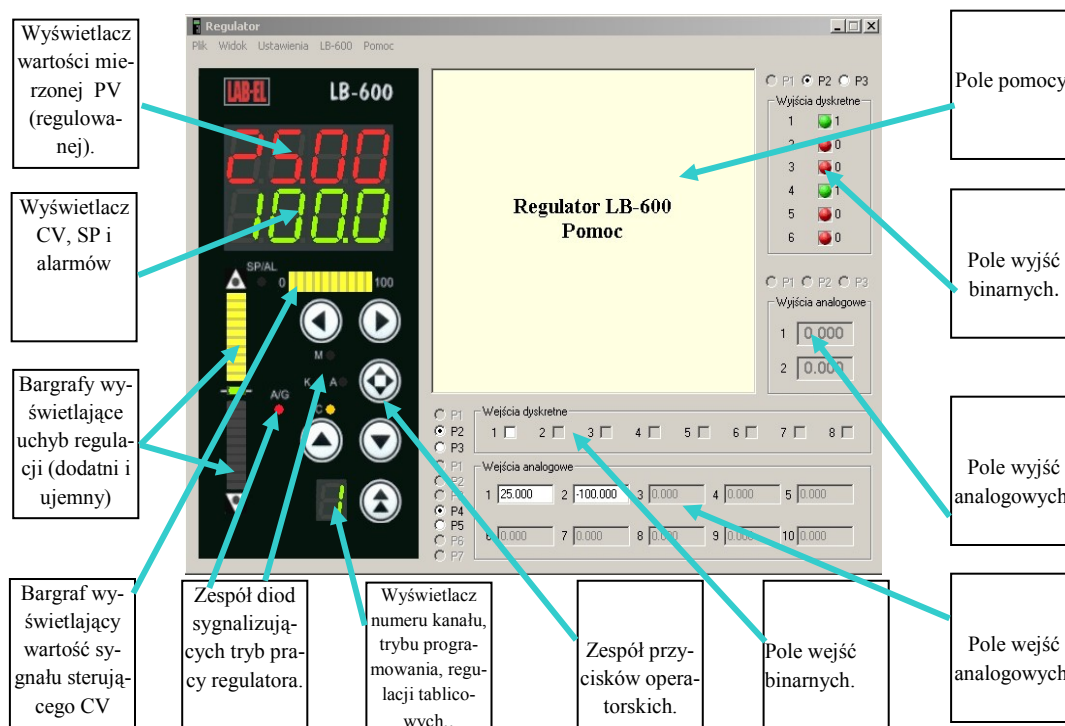 Wyświetlacz
wartości mie-
rzonej PV
(regulowa-
nej).
Wyświetlacz
CV, SP i
alarmów
Bargrafy wy-
świetlające
uchyb regula-
cji (dodatni i
ujemny)
Bargraf wy-
świetlający
wartość sy-
gnału sterują-
cego CV
Regulator
Plik Widok Ustawienia LB-600 Pomoc
LAB-EL LB-600
25.00
100.0
SP/AL
0 100
M
K A
A/G
C
1
Regulator LB-600
Pomoc
P1 P2 P3
Wyjścia dyskretne
1 1
2 0
3 0
4 1
5 0
6 0
P1 P2 P3
Wyjścia analogowe
1 0.000
2 0.000
P1
P2
P3
Wejścia dyskretne
1 2 3 4 5 6 7 8
P1
P2
P3
P4
P5
P6
P7
Wejścia analogowe
1 25.000 2 -100.000 3 0.000 4 0.000 5 0.000
6 0.000 7 0.000 8 0.000 9 0.000 10 0.000
Pole pomocy
Pole wyjść
binarnych.
Pole wyjść
analogowych
Pole wejść
analogowych
Zespół diod
sygnalizują-
cych tryb pra-
cy regulatora.
Wyświetlacz
numeru kanału,
trybu progra-
mowania, regu-
lacji tablico-
wych..
Zespół przy-
cisków opera-
torskich.
Pole wejść
binarnych.